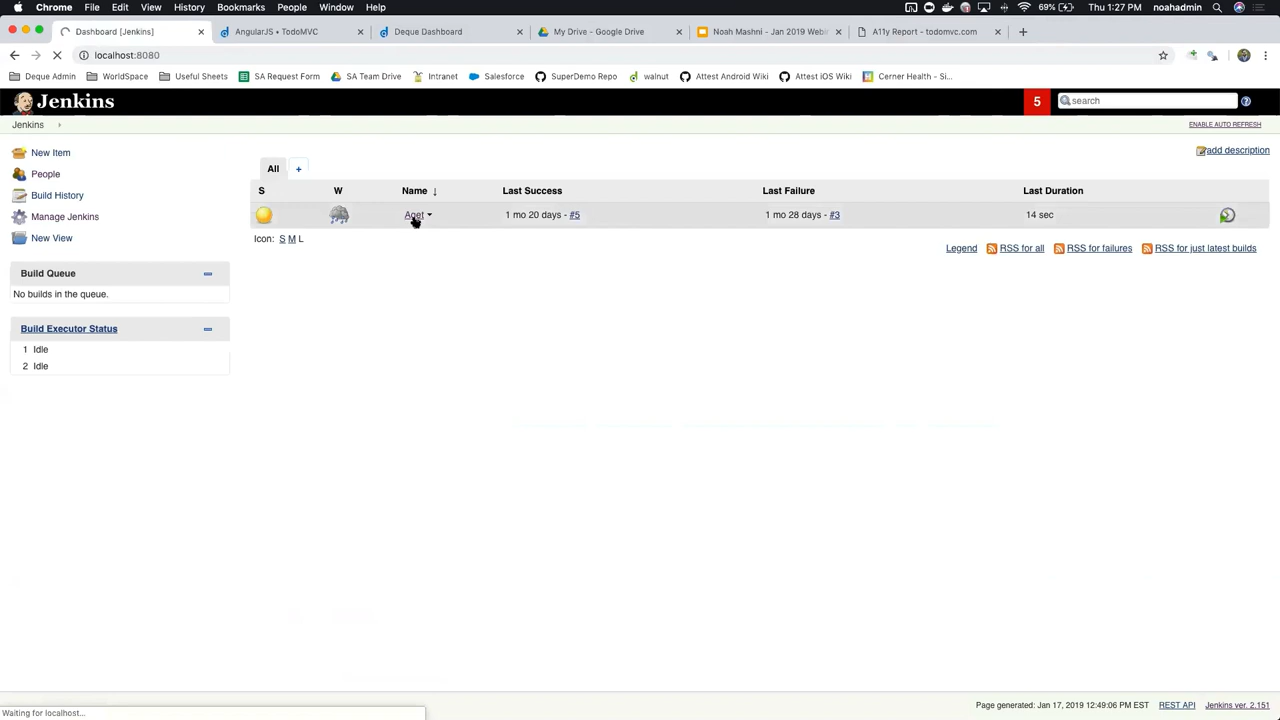 Chrome File Edit View History Bookmarks People Window Help 69% Thu 1:27 PM noahadmin
Dashboard [Jenkins] AngularJS • TodoMVC Deque Dashboard My Drive - Google Drive Noah Mashni - Jan 2019 Webi A11y Report - todomvc.com
localhost:8080
Deque Admin WorldSpace Useful Sheets SA Request Form SA Team Drive Intranet Salesforce SuperDemo Repo walnut Attest Android Wiki Attest iOS Wiki Cerner Health - Si...
Jenkins 5 search
Jenkins ENABLE AUTO REFRESH
New Item
People
Build History
Manage Jenkins
New View
add description
All +
S W Name ↓ Last Success Last Failure Last Duration
1 mo 20 days - #5 1 mo 28 days - #3 14 sec
Icon: S M L
Legend RSS for all RSS for failures RSS for just latest builds
Build Queue
No builds in the queue.
Build Executor Status
1 Idle
2 Idle
Waiting for localhost...
Page generated: Jan 17, 2019 12:49:06 PM EST REST API Jenkins ver. 2.151